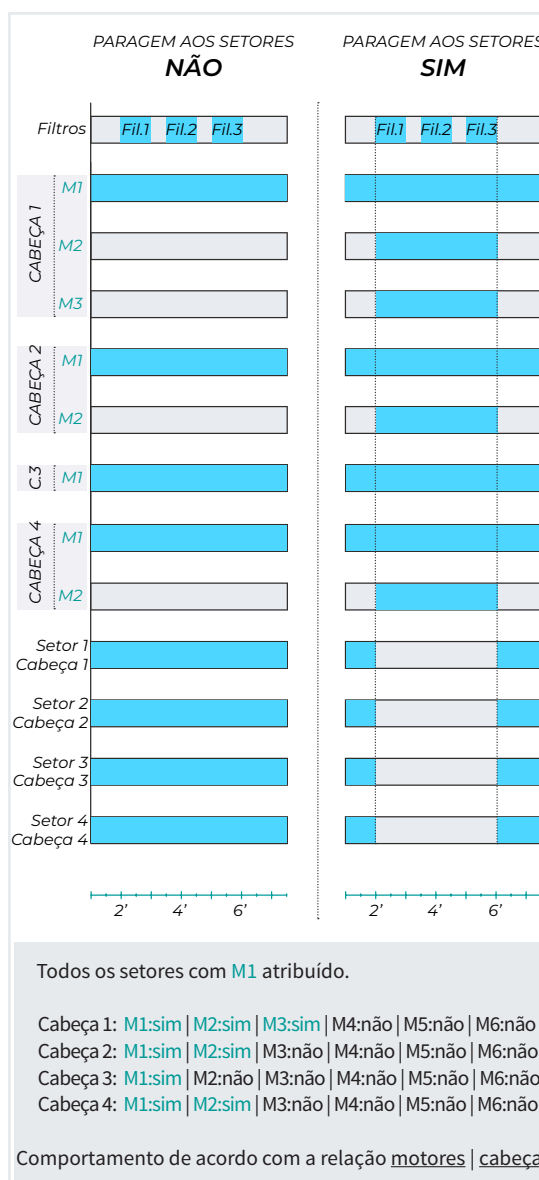 PARAGEM AOS SETORES
NÃO
PARAGEM AOS SETORES
SIM
Filtros
Fil.1 Fil.2 Fil.3
Fil.1 Fil.2 Fil.3
CABEÇA 1
M1
M2
M3
CABEÇA 2
M1
M2
C.3
M1
CABEÇA 4
M1
M2
Setor 1
Cabeça 1
Setor 2
Cabeça 2
Setor 3
Cabeça 3
Setor 4
Cabeça 4
2’ 4’ 6’
2’ 4’ 6’
Todos os setores com M1 atribuído.
Cabeça 1: M1:sim | M2:sim | M3:sim | M4:não | M5:não | M6:não
Cabeça 2: M1:sim | M2:sim | M3:não | M4:não | M5:não | M6:não
Cabeça 3: M1:sim | M2:não | M3:não | M4:não | M5:não | M6:não
Cabeça 4: M1:sim | M2:sim | M3:não | M4:não | M5:não | M6:não
Comportamento de acordo com a relação motores | cabeça